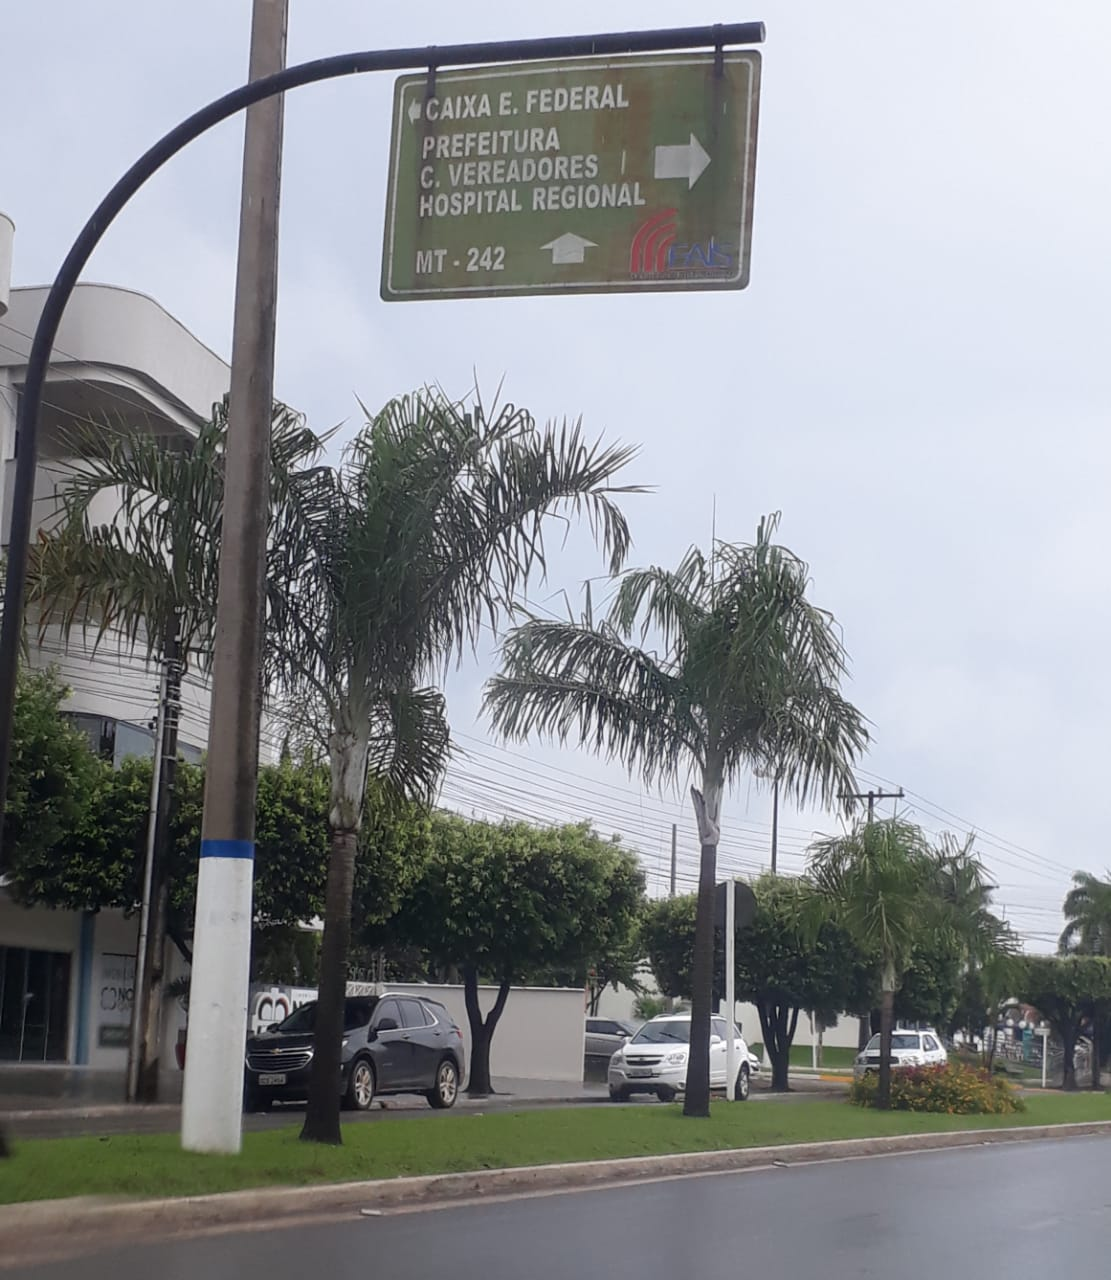 CAIXA E. FEDERAL
PREFEITURA
C. VEREADORES
HOSPITAL REGIONAL
MT - 242
FAIS